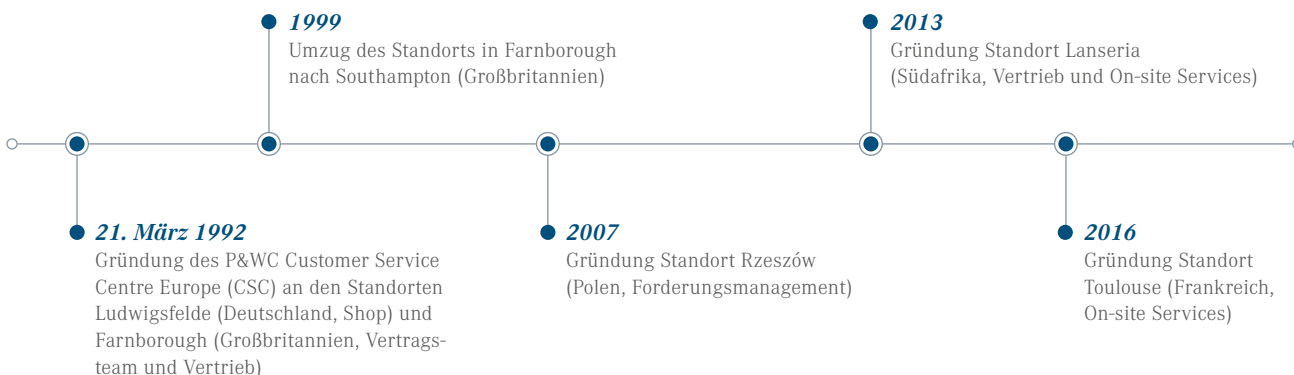 1999
Umzug des Standorts in Farnborough
nach Southampton (Großbritannien)
2013
Gründung Standort Lanseria
(Südafrika, Vertrieb und On-site Services)
21. März 1992
Gründung des P&WC Customer Service
Centre Europe (CSC) an den Standorten
Ludwigsfelde (Deutschland, Shop) und
Farnborough (Großbritannien, Vertrags-
team und Vertrieb)
2007
Gründung Standort Rzeszów
(Polen, Forderungsmanagement)
2016
Gründung Standort
Toulouse (Frankreich,
On-site Services)